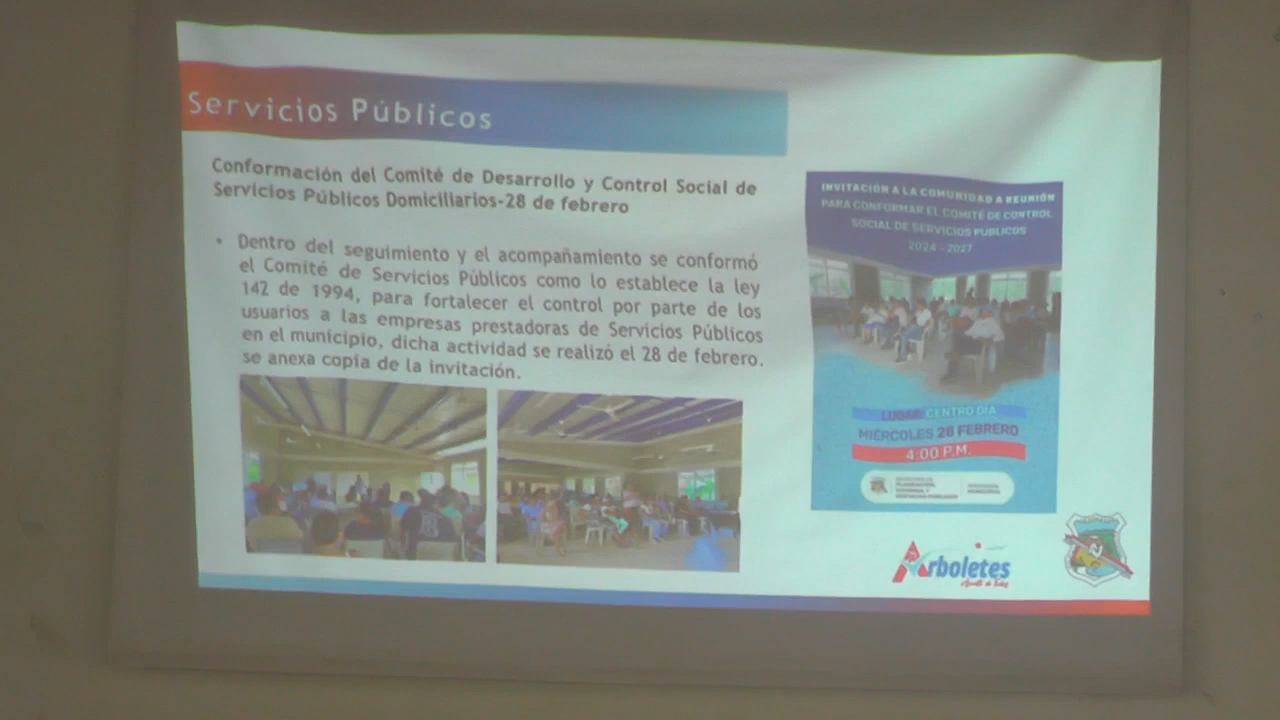 Servicios Públicos
Conformación del Comité de Desarrollo y Control Social de
Servicios Públicos Domiciliarios-28 de febrero
• Dentro del seguimiento y el acompañamiento se conformó
el Comité de Servicios Públicos como lo establece la ley
142 de 1994, para fortalecer el control por parte de los
usuarios a las empresas prestadoras de Servicios Públicos
en el municipio, dicha actividad se realizó el 28 de febrero.
se anexa copia de la invitación.
INVITACIÓN A LA COMUNIDAD A REUNIÓN
PARA CONFORMAR EL COMITÉ DE CONTROL
SOCIAL DE SERVICIOS PUBLICOS
2024 - 2027
LUGAR: CENTRO DIA
MIÉRCOLES 28 FEBRERO
4:00 P.M.
Arboletes